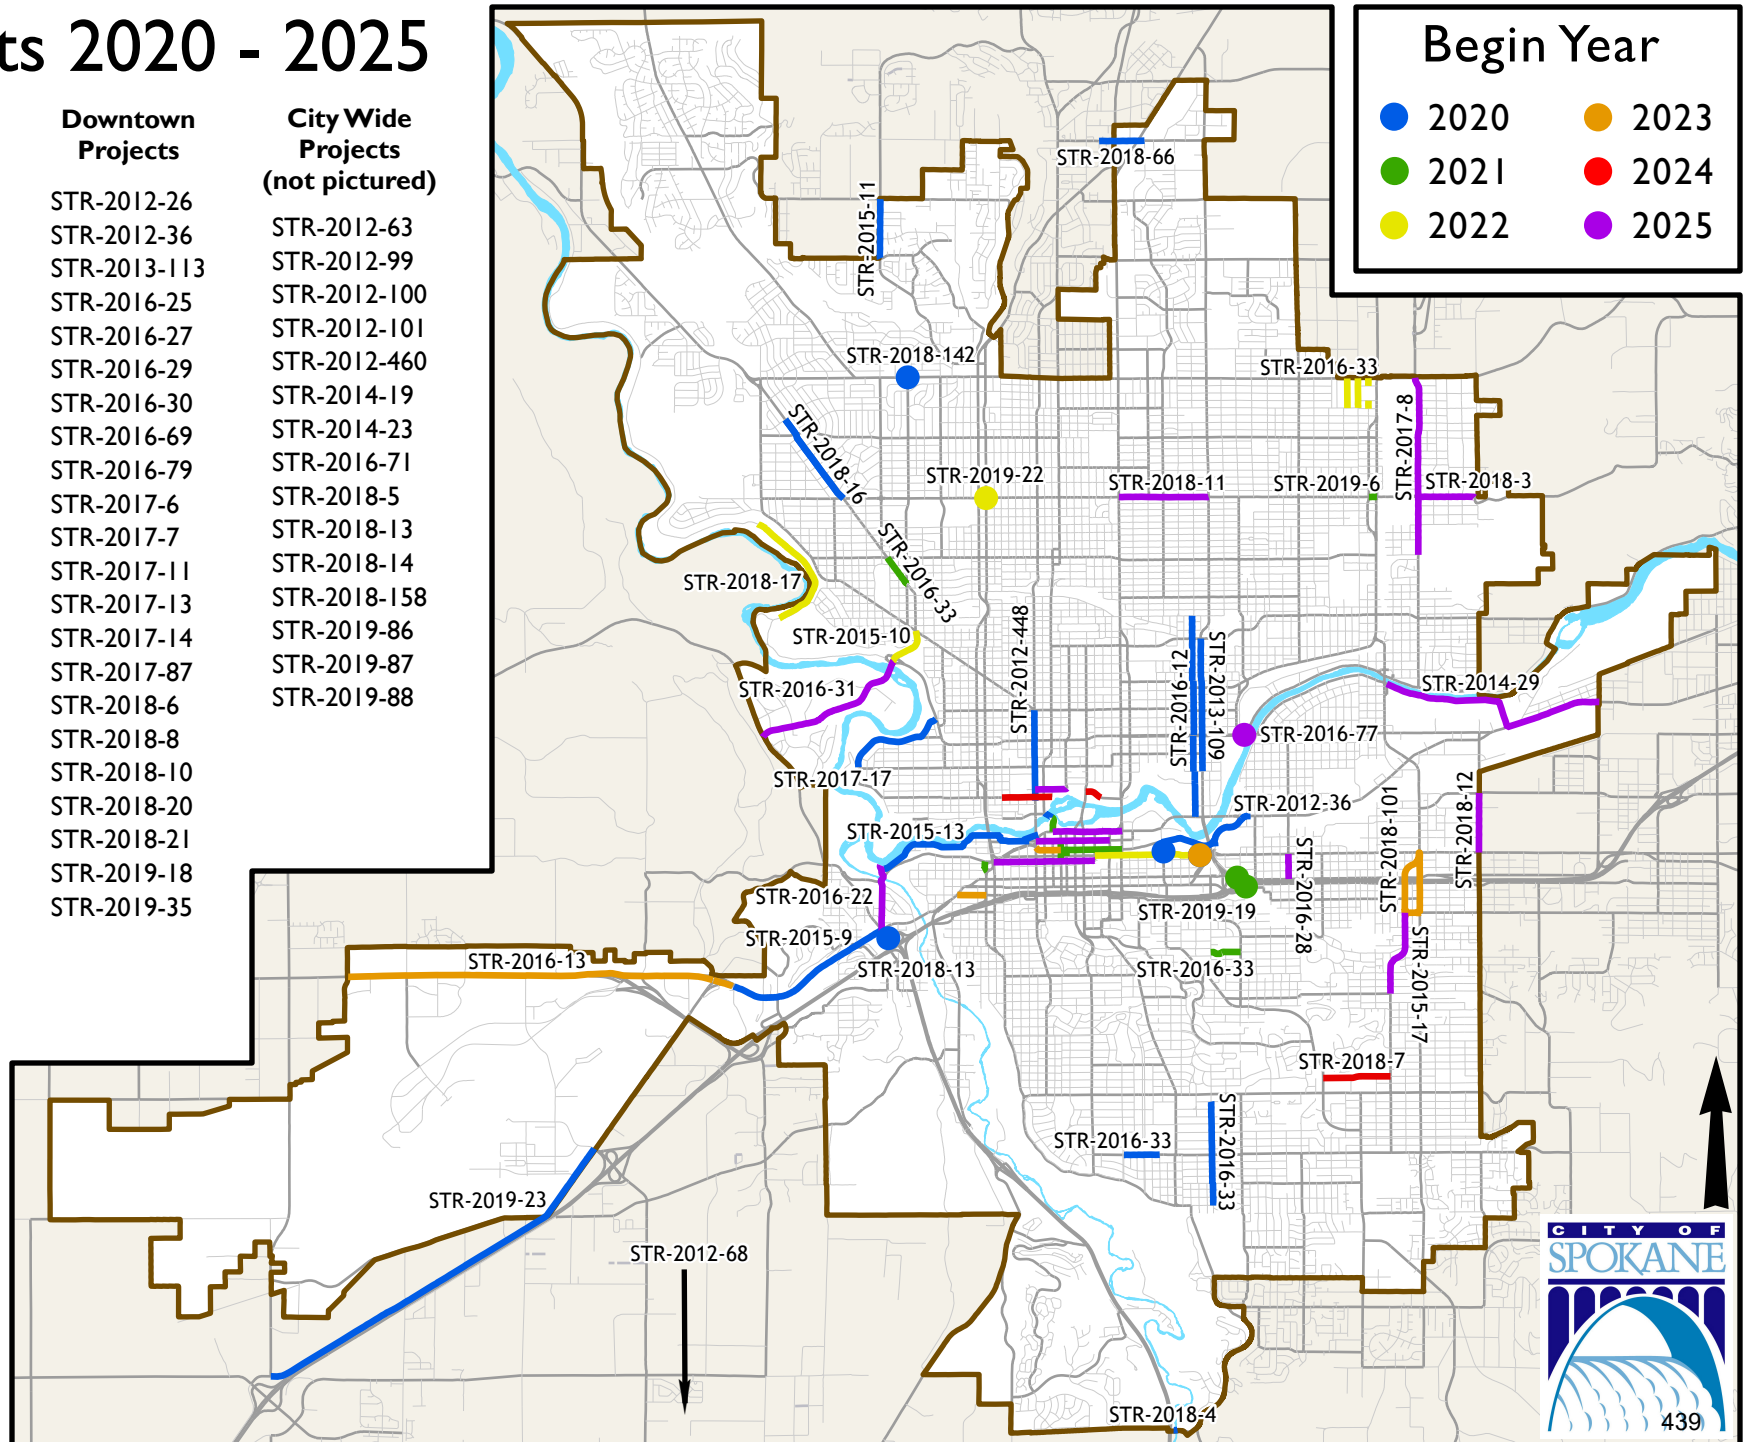 ts 2020 - 2025
Downtown
Projects
STR-2012-26
STR-2012-36
STR-2013-113
STR-2016-25
STR-2016-27
STR-2016-29
STR-2016-30
STR-2016-69
STR-2016-79
STR-2017-6
STR-2017-7
STR-2017-11
STR-2017-13
STR-2017-14
STR-2017-87
STR-2018-6
STR-2018-8
STR-2018-10
STR-2018-20
STR-2018-21
STR-2019-18
STR-2019-35
City Wide
Projects
(not pictured)
STR-2012-63
STR-2012-99
STR-2012-100
STR-2012-101
STR-2012-460
STR-2014-19
STR-2014-23
STR-2016-71
STR-2018-5
STR-2018-13
STR-2018-14
STR-2018-158
STR-2019-86
STR-2019-87
STR-2019-88
Begin Year
2020
2021
2022
2023
2024
2025
STR-2018-66
STR-2015-11
STR-2018-142
STR-2016-33
STR-2018-16
STR-2017-8
STR-2019-22
STR-2018-11
STR-2019-6
STR-2018-3
STR-2016-33
STR-2018-17
STR-2012-448
STR-2015-10
STR-2016-12
STR-2013-109
STR-2016-31
STR-2014-29
STR-2016-77
STR-2017-17
STR-2012-36
STR-2015-13
STR-2018-101
STR-2018-12
STR-2016-22
STR-2019-19
STR-2016-28
STR-2015-9
STR-2018-13
STR-2016-33
STR-2015-17
STR-2016-13
STR-2018-7
STR-2016-33
STR-2016-33
STR-2019-23
STR-2012-68
STR-2018-4
CITY OF
SPOKANE
439